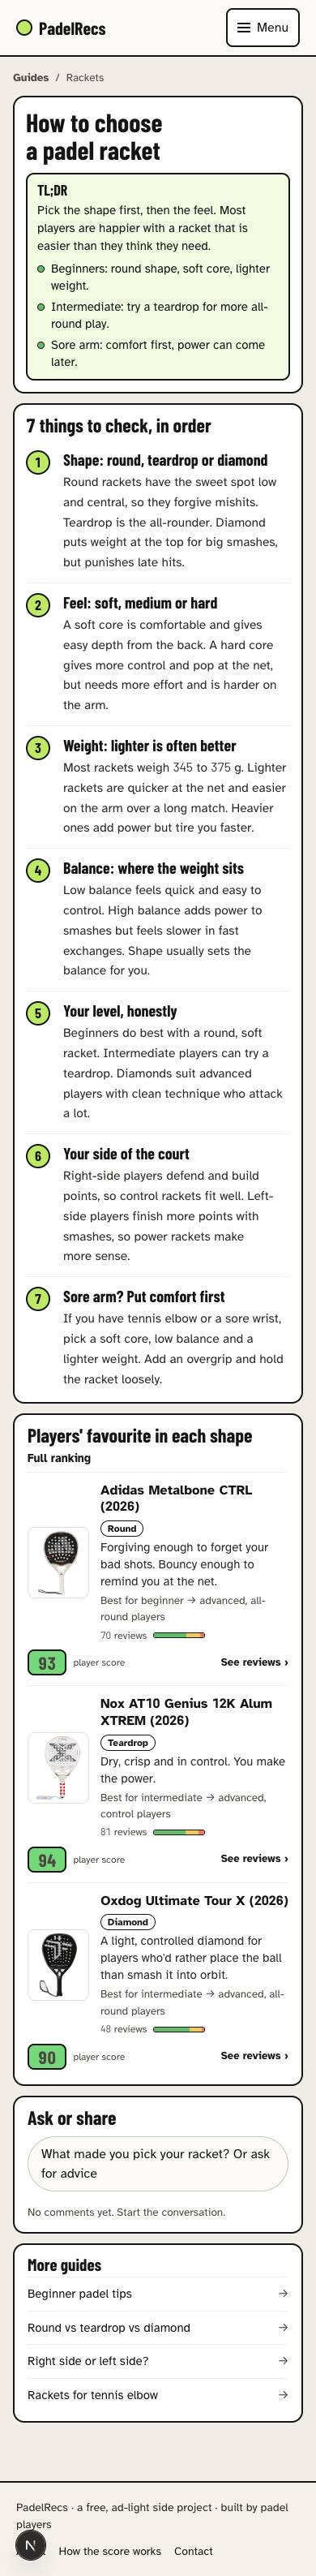 PadelRecs
Menu
Guides / Rackets
How to choose
a padel racket
TL;DR
Pick the shape first, then the feel. Most
players are happier with a racket that is
easier than they think they need.
Beginners: round shape, soft core, lighter
weight.
Intermediate: try a teardrop for more all-
round play.
Sore arm: comfort first, power can come
later.
7 things to check, in order
1
Shape: round, teardrop or diamond
Round rackets have the sweet spot low
and central, so they forgive mishits.
Teardrop is the all-rounder. Diamond
puts weight at the top for big smashes,
but punishes late hits.
2
Feel: soft, medium or hard
A soft core is comfortable and gives
easy depth from the back. A hard core
gives more control and pop at the net,
but needs more effort and is harder on
the arm.
3
Weight: lighter is often better
Most rackets weigh 345 to 375 g. Lighter
rackets are quicker at the net and easier
on the arm over a long match. Heavier
ones add power but tire you faster.
4
Balance: where the weight sits
Low balance feels quick and easy to
control. High balance adds power to
smashes but feels slower in fast
exchanges. Shape usually sets the
balance for you.
5
Your level, honestly
Beginners do best with a round, soft
racket. Intermediate players can try a
teardrop. Diamonds suit advanced
players with clean technique who attack
a lot.
6
Your side of the court
Right-side players defend and build
points, so control rackets fit well. Left-
side players finish more points with
smashes, so power rackets make
more sense.
7
Sore arm? Put comfort first
If you have tennis elbow or a sore wrist,
pick a soft core, low balance and a
lighter weight. Add an overgrip and hold
the racket loosely.
Players' favourite in each shape
Full ranking
Adidas Metalbone CTRL
(2026)
Round
Forgiving enough to forget your
bad shots. Bouncy enough to
remind you at the net.
Best for beginner → advanced, all-
round players
70 reviews
93 player score See reviews ›
Nox AT10 Genius 12K Alum
XTREM (2026)
Teardrop
Dry, crisp and in control. You make
the power.
Best for intermediate → advanced,
control players
81 reviews
94 player score See reviews ›
Oxdog Ultimate Tour X (2026)
Diamond
A light, controlled diamond for
players who'd rather place the ball
than smash it into orbit.
Best for intermediate → advanced, all-
round players
48 reviews
90 player score See reviews ›
Ask or share
What made you pick your racket? Or ask
for advice
No comments yet. Start the conversation.
More guides
Beginner padel tips →
Round vs teardrop vs diamond →
Right side or left side? →
Rackets for tennis elbow →
PadelRecs · a free, ad-light side project · built by padel
players
N
How the score works Contact